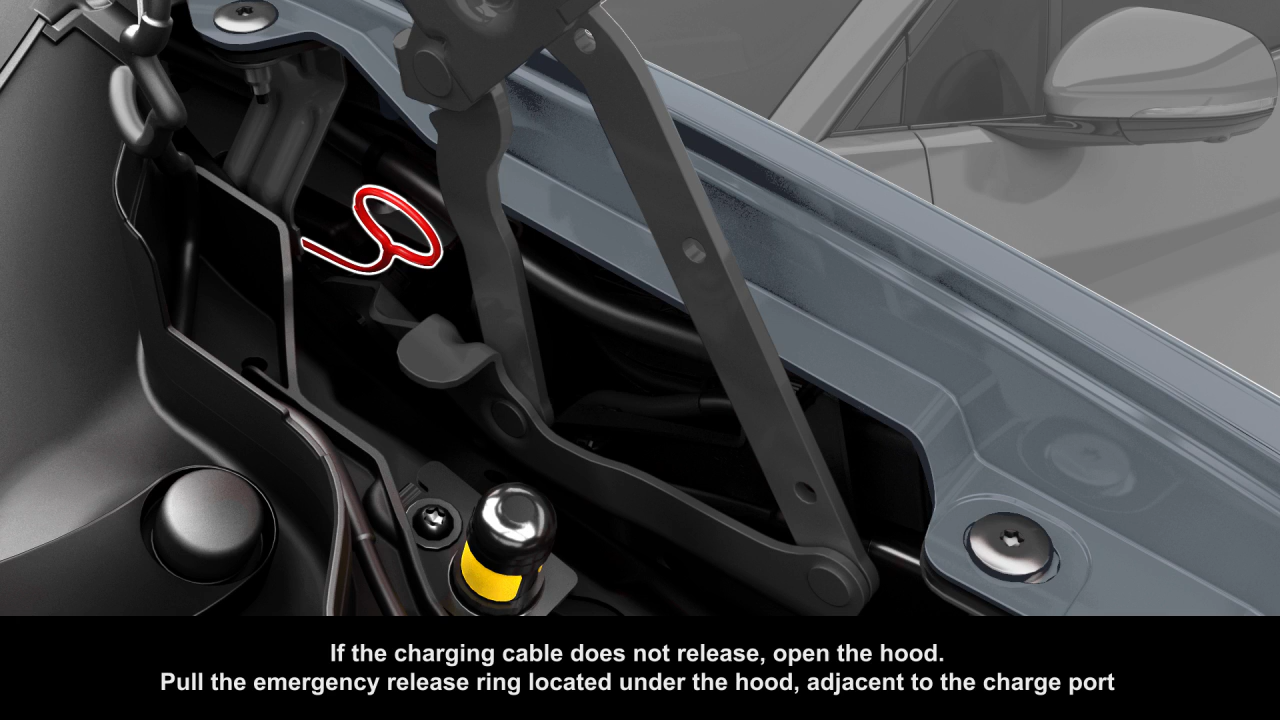 If the charging cable does not release, open the hood.
Pull the emergency release ring located under the hood, adjacent to the charge port